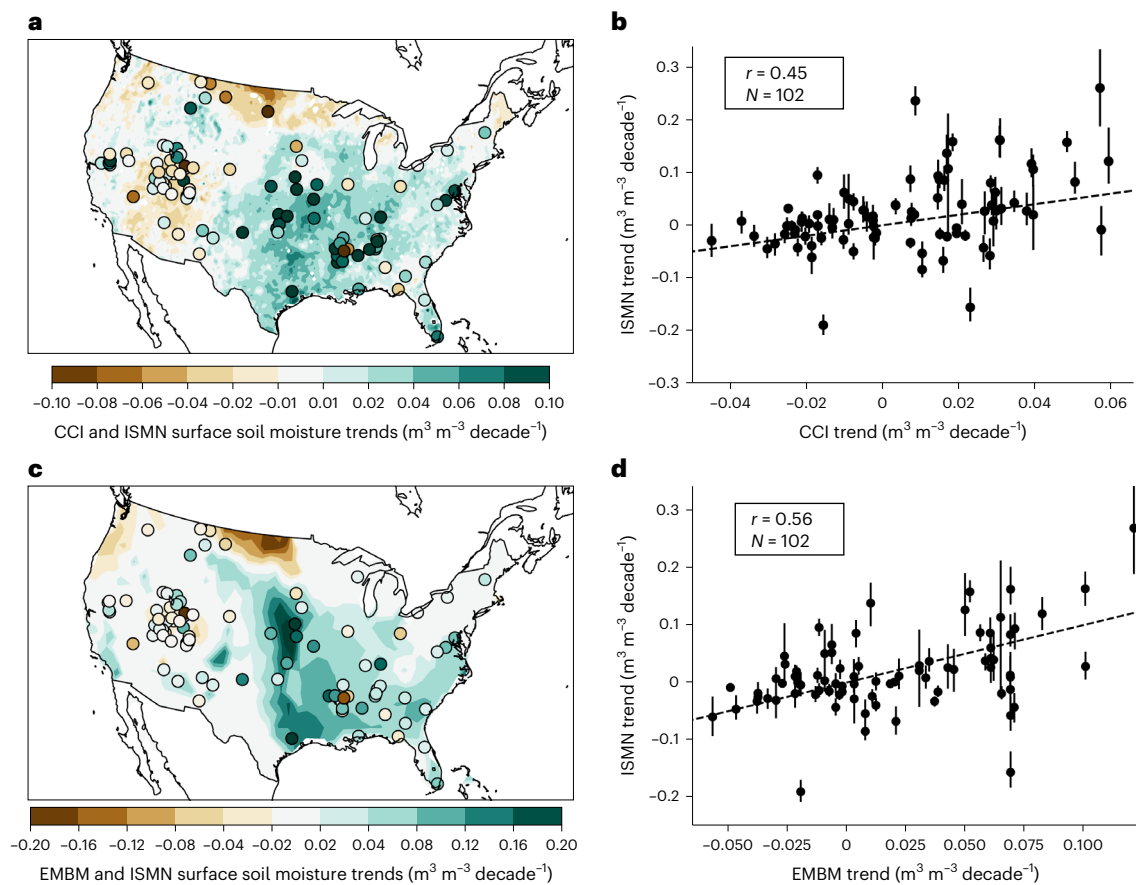 a
−0.10 −0.08 −0.06 −0.04 −0.02 −0.01 0.01 0.02 0.04 0.06 0.08 0.10
CCI and ISMN surface soil moisture trends (m³ m⁻³ decade⁻¹)
b
r = 0.45
N = 102
0.3
0.2
0.1
0
−0.1
−0.2
−0.3
ISMN trend (m³ m⁻³ decade⁻¹)
−0.04 −0.02 0 0.02 0.04 0.06
CCI trend (m³ m⁻³ decade⁻¹)
c
−0.20 −0.16 −0.12 −0.08 −0.04 −0.02 0.02 0.04 0.08 0.12 0.16 0.20
EMBM and ISMN surface soil moisture trends (m³ m⁻³ decade⁻¹)
d
r = 0.56
N = 102
0.3
0.2
0.1
0
−0.1
−0.2
ISMN trend (m³ m⁻³ decade⁻¹)
−0.050 −0.025 0 0.025 0.050 0.075 0.100
EMBM trend (m³ m⁻³ decade⁻¹)